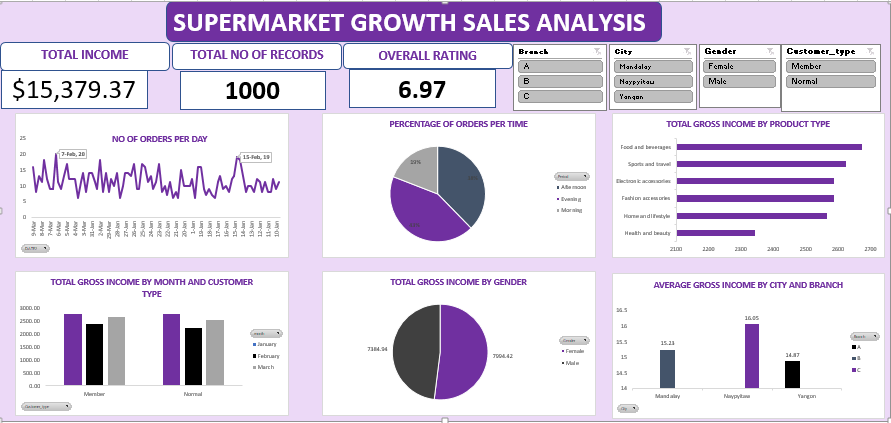 SUPERMARKET GROWTH SALES ANALYSIS
TOTAL INCOME
$15,379.37
TOTAL NO OF RECORDS
1000
OVERALL RATING
6.97
Branch
A
B
C
City
Mandalay
Naypyitaw
Yangon
Gender
Female
Male
Customer_type
Member
Normal
NO OF ORDERS PER DAY
25
20
15
10
5
0
7-Feb, 20
15-Feb, 19
PERCENTAGE OF ORDERS PER TIME
19%
Period
Afternoon
Evening
Morning
TOTAL GROSS INCOME BY PRODUCT TYPE
Food and beverages
Sports and travel
Electronic accessories
Fashion accessories
Home and lifestyle
Health and beauty
2100 2200 2300 2400 2500 2600 2700
TOTAL GROSS INCOME BY MONTH AND CUSTOMER
TYPE
3000.00
2500.00
2000.00
1500.00
1000.00
500.00
0.00
Member Normal
month
January
February
March
Customer_type
TOTAL GROSS INCOME BY GENDER
7384.94
7994.42
Gender
Female
Male
AVERAGE GROSS INCOME BY CITY AND BRANCH
16.5
16
15.5
15
14.5
14
15.23
16.05
14.87
Mandalay Naypyitaw Yangon
Branch
A
B
C
City